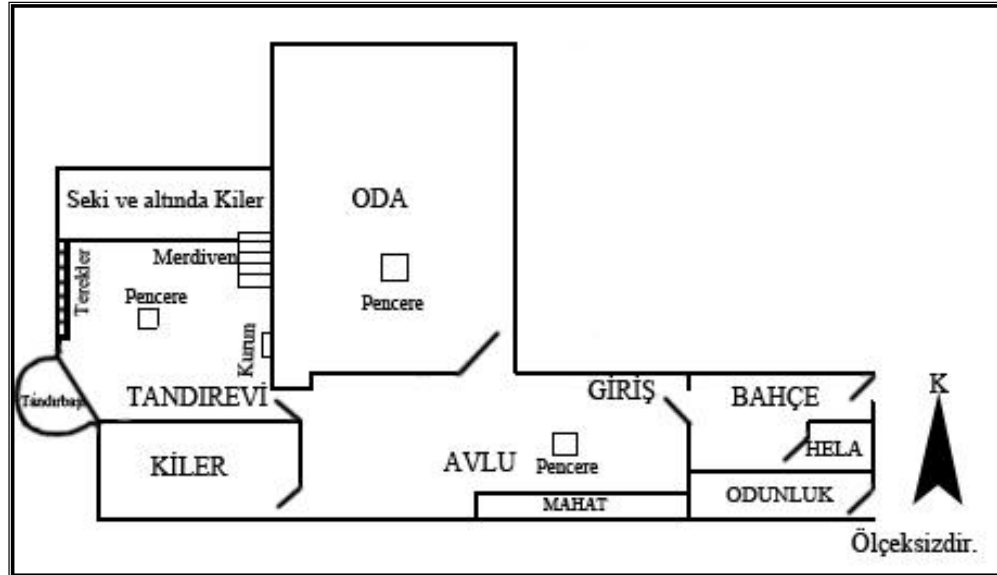 Seki ve altında Kiler
ODA
Merdiven
Terekler
Pencere
Pencere
Kurun
Tandırbaşı
TANDIREVİ
GİRİŞ
BAHÇE
K
KİLER
AVLU
Pencere
HELA
MAHAT
ODUNLUK
Ölçeksizdir.